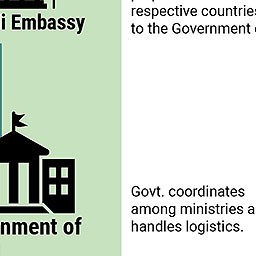 respective countries
i Embassy
to the Government
Govt. coordinates
among ministries a
nment of
handles logistics.